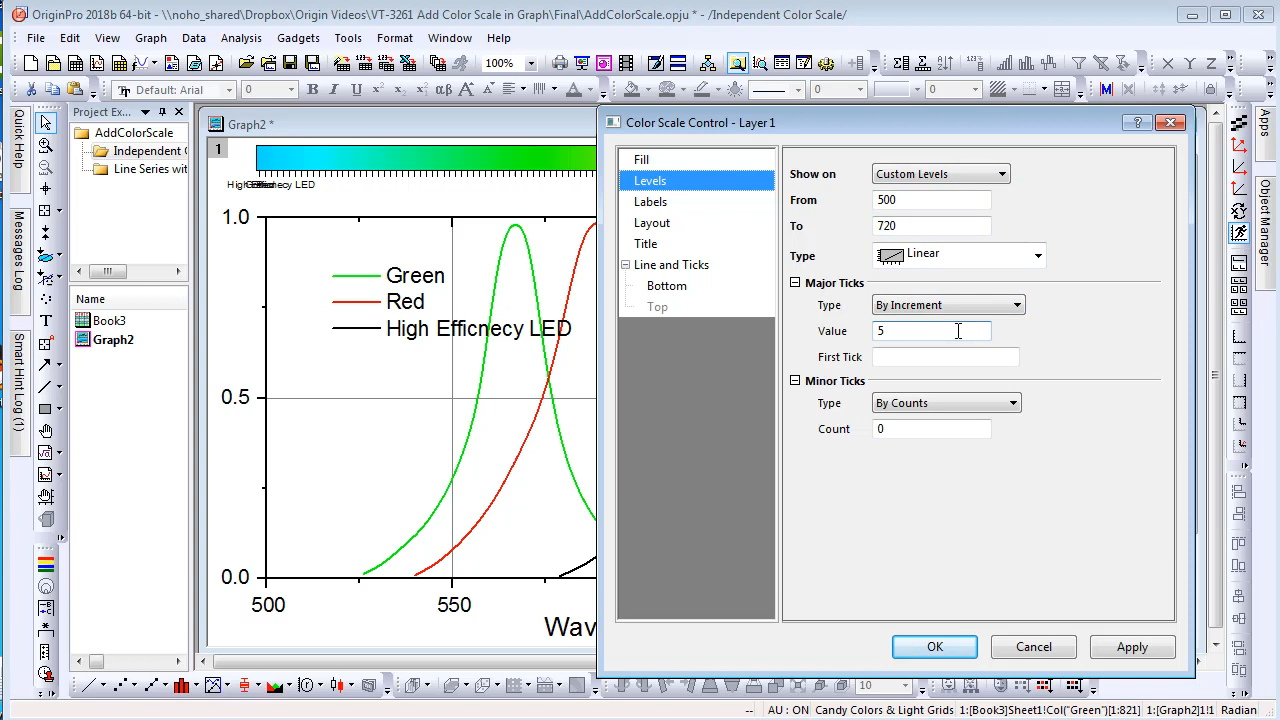 OriginPro 2018b 64-bit - \\noho_shared\Dropbox\Origin Videos\VT-3261 Add Color Scale in Graph\Final\AddColorScale.opju * - /Independent Color Scale/
File Edit View Graph Data Analysis Gadgets Tools Format Window Help
100%
Default: Arial 0 B I U αβ A A A 0 0 M
Quick Help
Messages Log
Smart Hint Log (1)
Project Ex...
AddColorScale
Independent C
Line Series wit
Name
Book3
Graph2
Graph2 *
1
High Efficnecy LED
1.0
0.5
0.0
Green
Red
High Efficnecy LED
500 550
Wav
Color Scale Control - Layer1
Fill
Levels
Labels
Layout
Title
Line and Ticks
Bottom
Top
Show on Custom Levels
From 500
To 720
Type Linear
Major Ticks
Type By Increment
Value 5
First Tick
Minor Ticks
Type By Counts
Count 0
OK Cancel Apply
Apps
Object Manager
10
-- AU : ON Candy Colors & Light Grids 1:[Book3]Sheet1!Col("Green")[1:821] 1:[Graph2]1!1 Radian